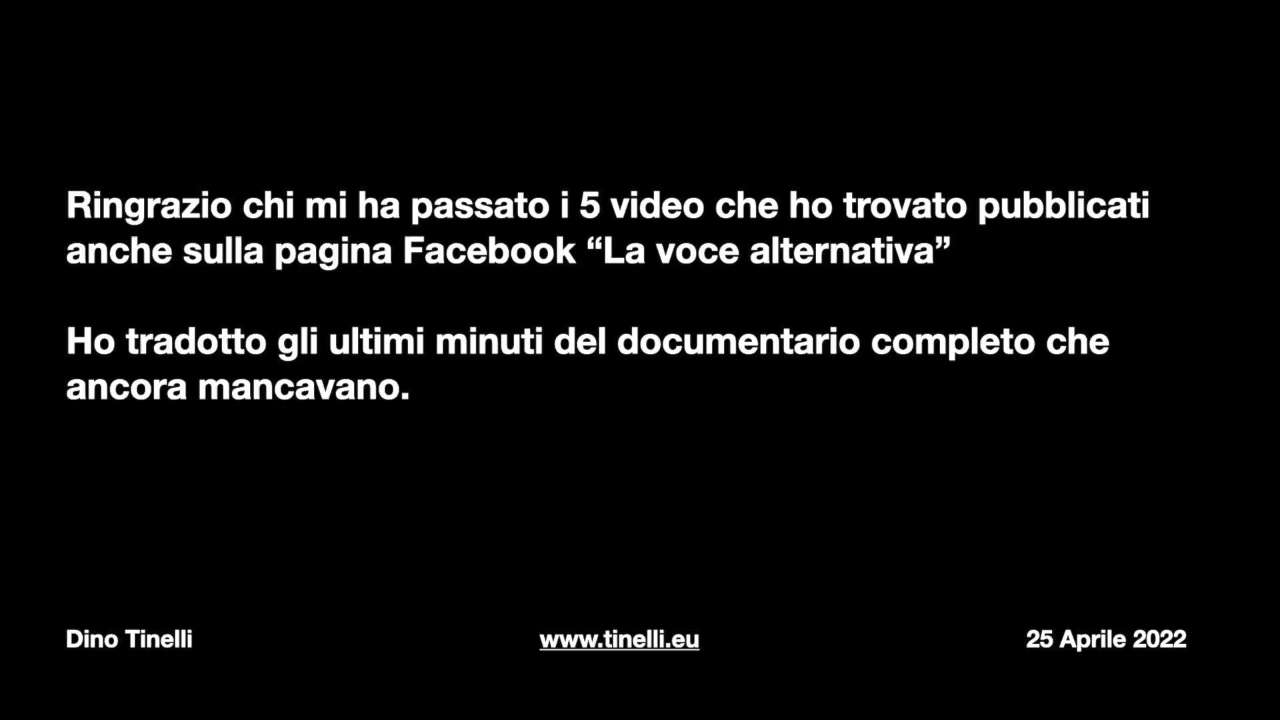 Ringrazio chi mi ha passato i 5 video che ho trovato pubblicati
anche sulla pagina Facebook “La voce alternativa”
Ho tradotto gli ultimi minuti del documentario completo che
ancora mancavano.
Dino Tinelli
www.tinelli.eu
25 Aprile 2022